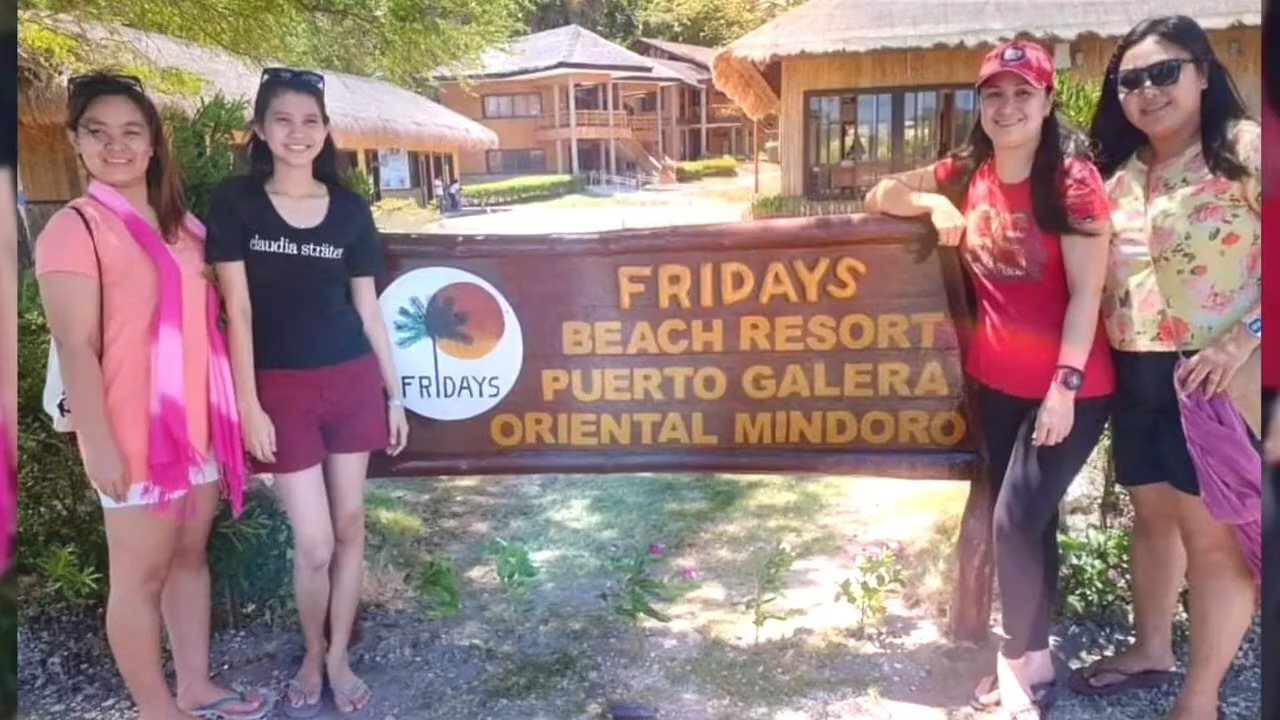 claudia sträter
FRIDAYS
FRIDAYS
BEACH RESORT
PUERTO GALERA
ORIENTAL MINDORO